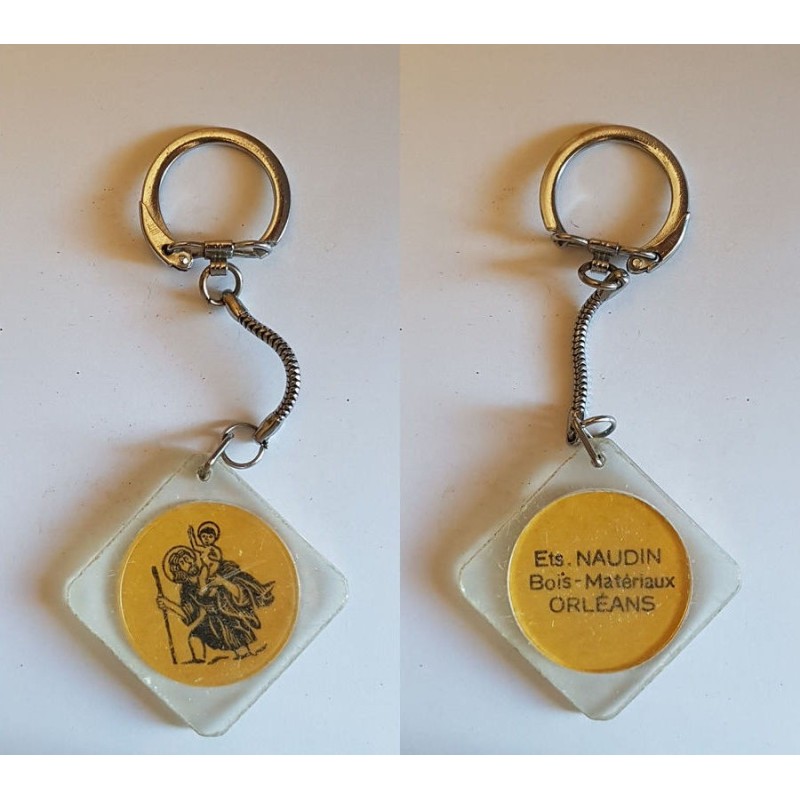 Ets. NAUDIN
Bois-Matériaux
ORLÉANS